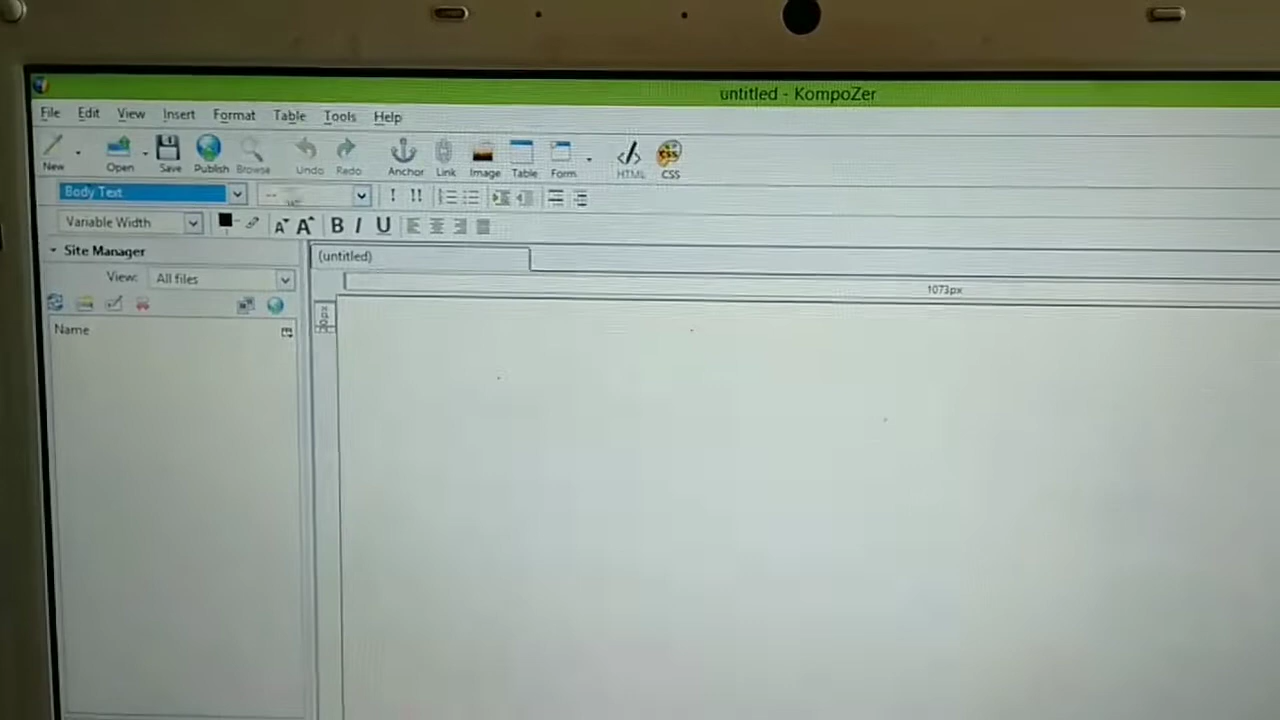 untitled - KompoZer
File Edit View Insert Format Table Tools Help
New Open Save Publish Browse Undo Redo Anchor Link Image Table Form HTML CSS
Body Text
Variable Width A A B I U
Site Manager (untitled)
View: All files
1073px
Name